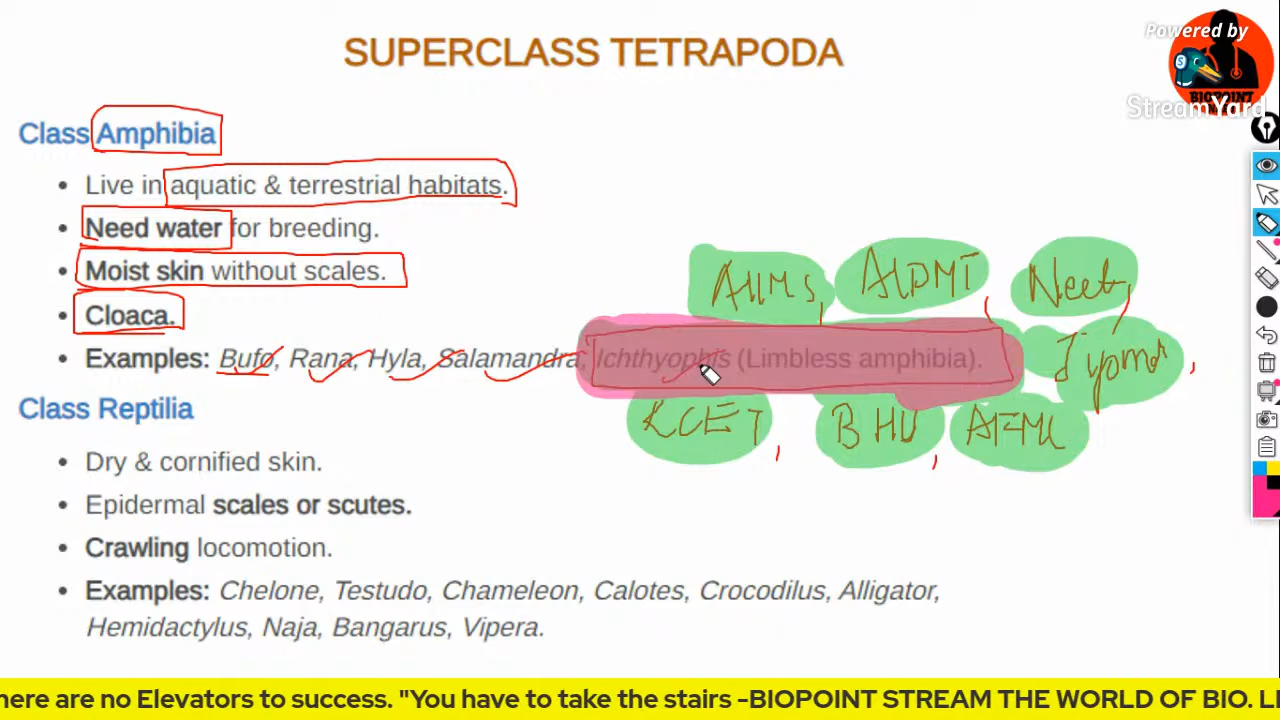 SUPERCLASS TETRAPODA
Powered by
BIOPOINT
StreamYard
Class Amphibia
• Live in aquatic & terrestrial habitats.
• Need water for breeding.
• Moist skin without scales.
• Cloaca.
AIIMS, AIPMT, Neet,
• Examples: Bufo, Rana, Hyla, Salamandra, Ichthyophis (Limbless amphibia).
Jipmer,
KCET, BHU, AFMC
Class Reptilia
• Dry & cornified skin.
• Epidermal scales or scutes.
• Crawling locomotion.
• Examples: Chelone, Testudo, Chameleon, Calotes, Crocodilus, Alligator,
Hemidactylus, Naja, Bangarus, Vipera.
here are no Elevators to success. "You have to take the stairs -BIOPOINT STREAM THE WORLD OF BIO. LI